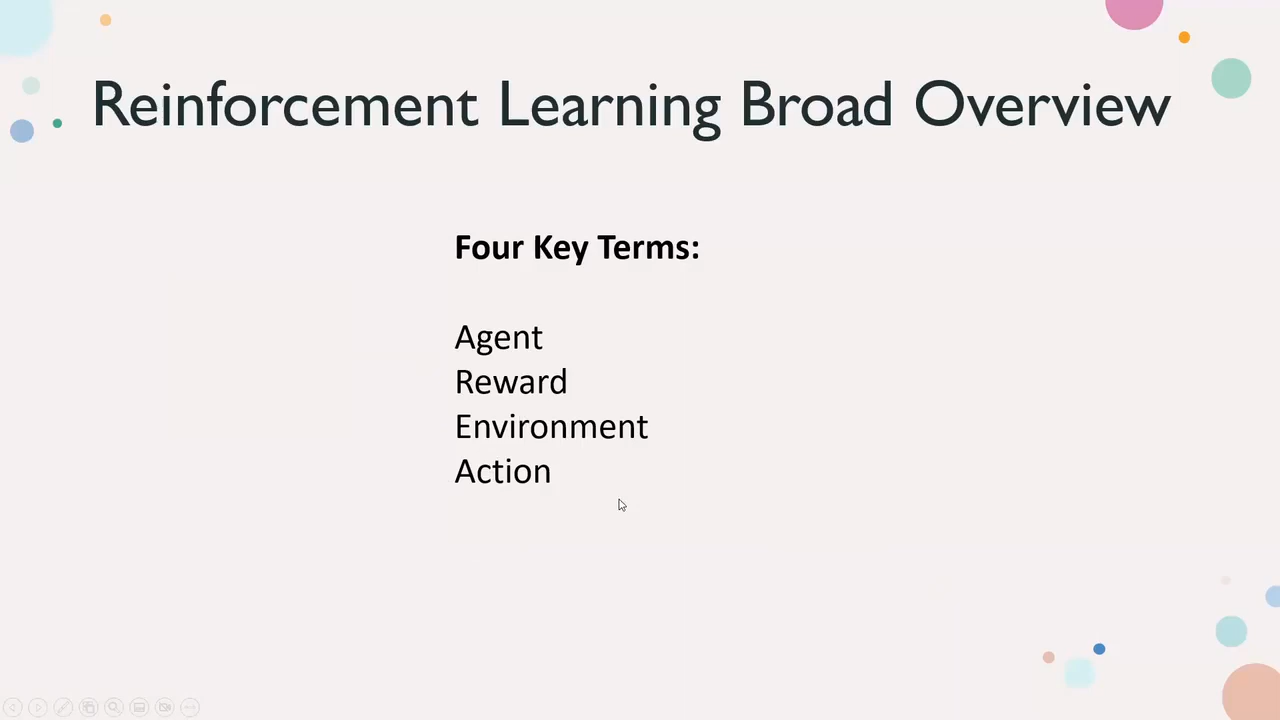 Reinforcement Learning Broad Overview
Four Key Terms:
Agent
Reward
Environment
Action